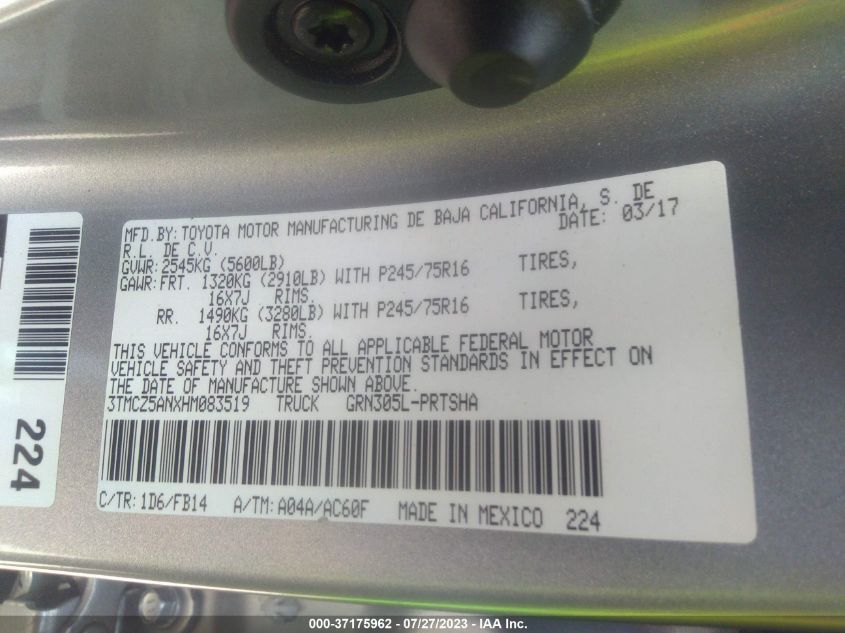 MFD.BY:TOYOTA MOTOR MANUFACTURING DE BAJA CALIFORNIA, S. DE
R.L. DE C.V. DATE: 03/17
GVWR:2545KG (5600LB)
GAWR:FRT. 1320KG (2910LB) WITH P245/75R16 TIRES,
16X7J RIMS.
RR. 1490KG (3280LB) WITH P245/75R16 TIRES,
16X7J RIMS.
THIS VEHICLE CONFORMS TO ALL APPLICABLE FEDERAL MOTOR
VEHICLE SAFETY AND THEFT PREVENTION STANDARDS IN EFFECT ON
THE DATE OF MANUFACTURE SHOWN ABOVE.
3TMCZ5ANXHM083519 TRUCK GRN305L-PRTSHA
C/TR:1D6/FB14 A/TM:A04A/AC60F MADE IN MEXICO 224
224
000-37175962 - 07/27/2023 - IAA Inc.